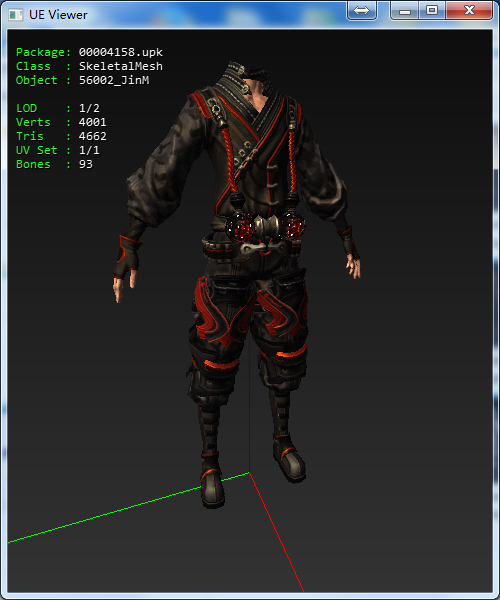 UE Viewer
Package: 00004158.upk
Class : SkeletalMesh
Object : 56002_JinM
LOD : 1/2
Verts : 4001
Tris : 4662
UV Set : 1/1
Bones : 93